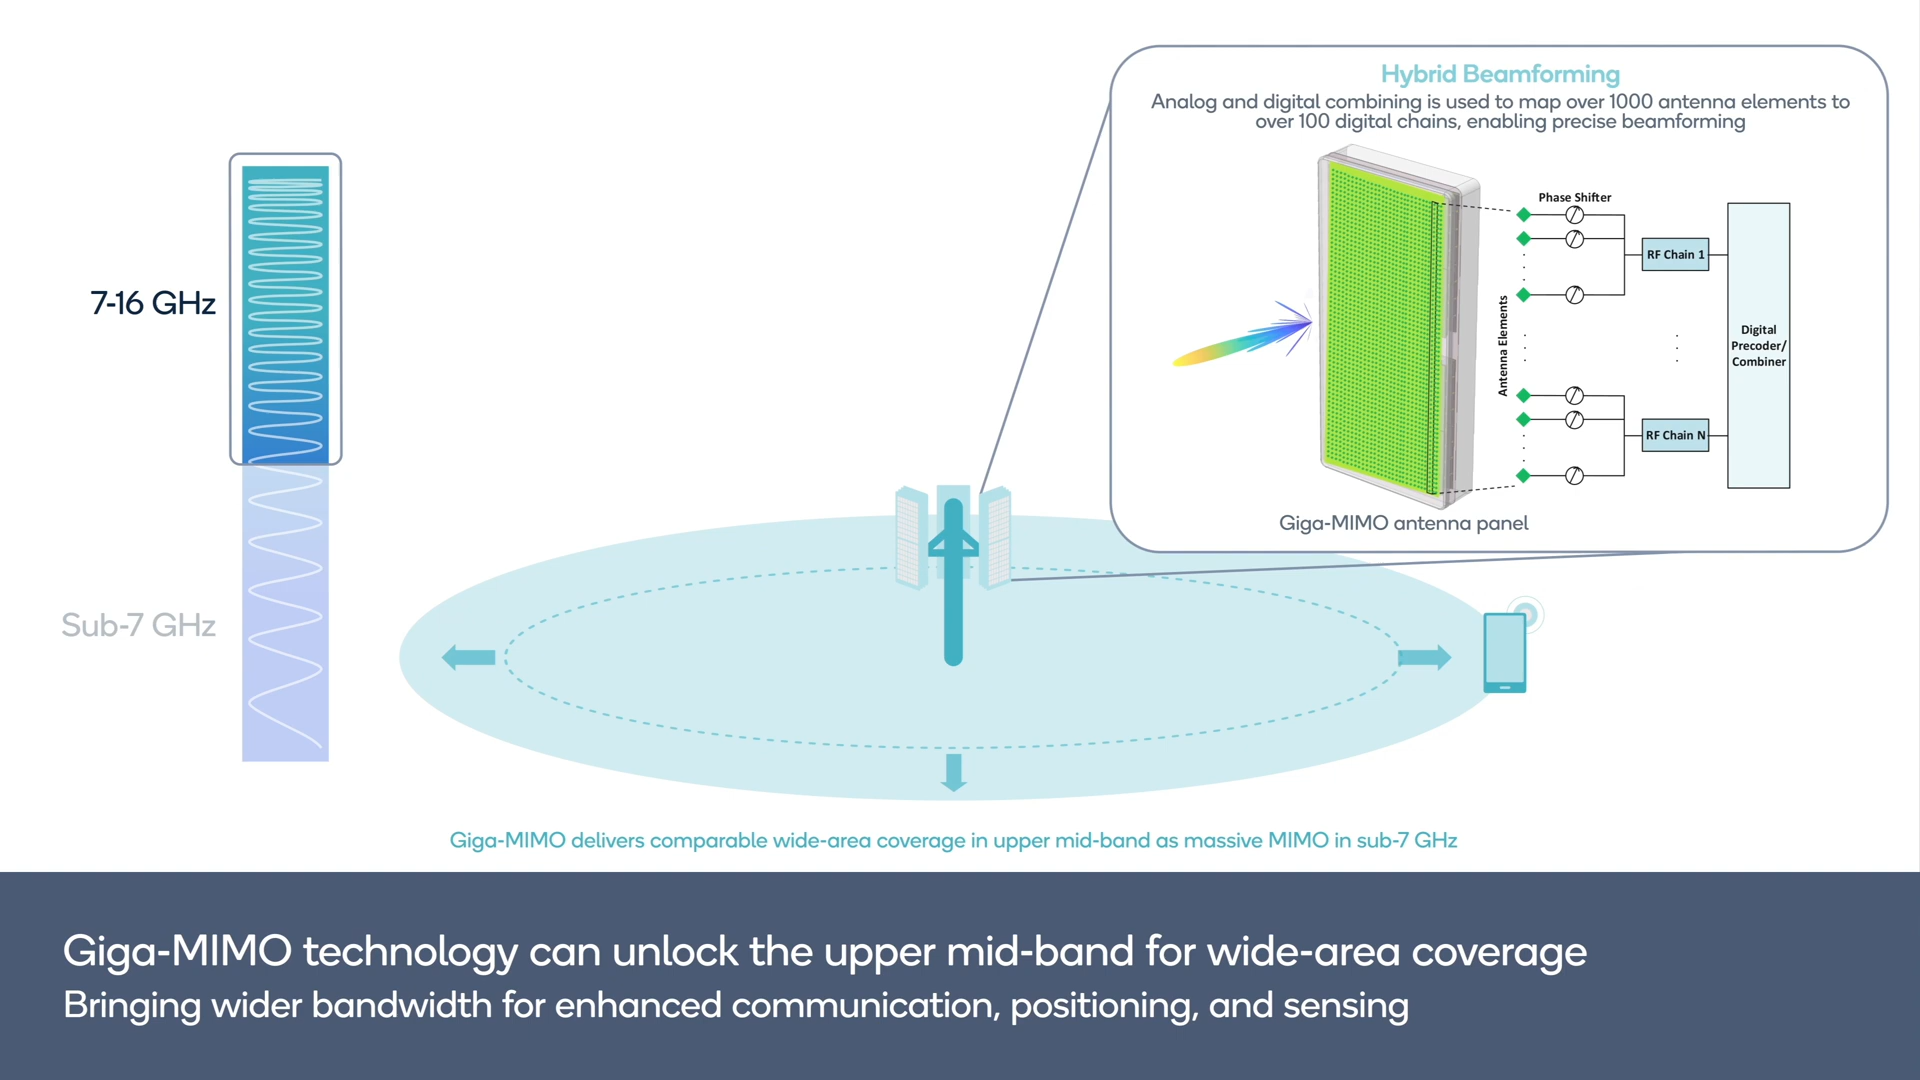 Hybrid Beamforming
Analog and digital combining is used to map over 1000 antenna elements to
over 100 digital chains, enabling precise beamforming
Phase Shifter
RF Chain 1
Antenna Elements
Digital
Precoder/
Combiner
RF Chain N
Giga-MIMO antenna panel
7-16 GHz
Sub-7 GHz
Giga-MIMO delivers comparable wide-area coverage in upper mid-band as massive MIMO in sub-7 GHz
Giga-MIMO technology can unlock the upper mid-band for wide-area coverage
Bringing wider bandwidth for enhanced communication, positioning, and sensing